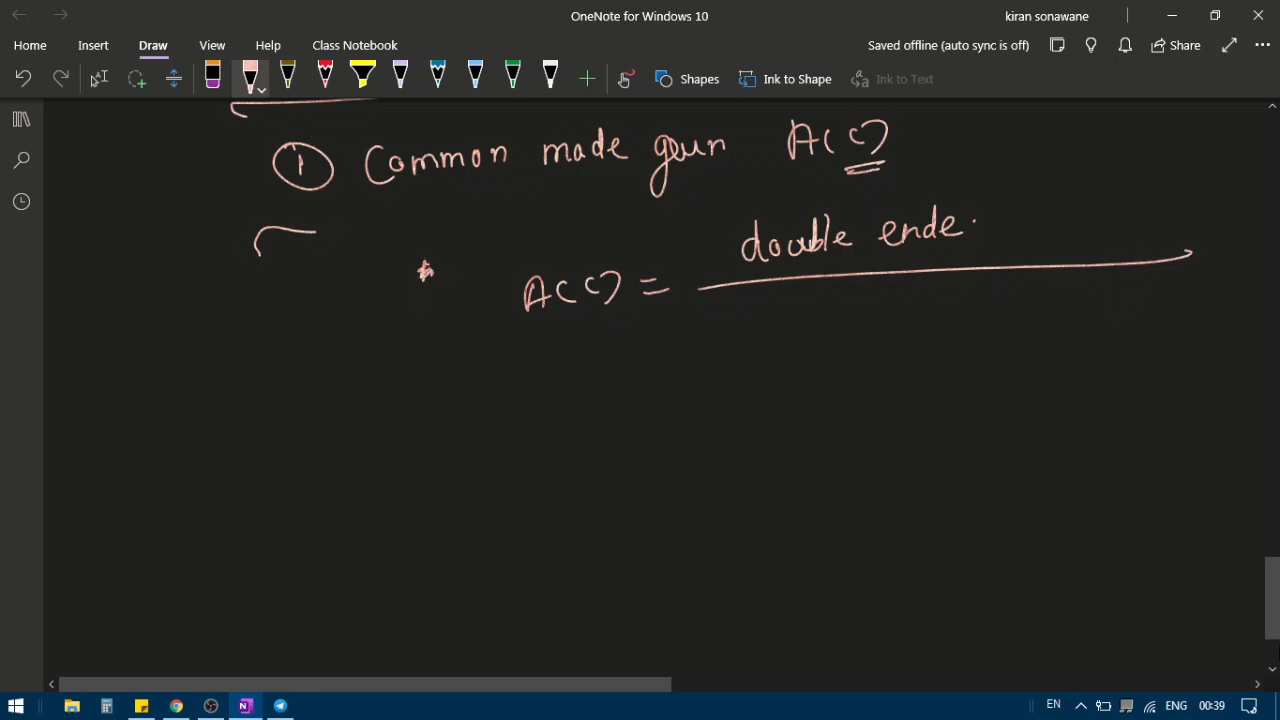 OneNote for Windows 10
kiran sonawane
Home Insert Draw View Help Class Notebook
Saved offline (auto sync is off) Share
Shapes Ink to Shape Ink to Text
1 Common made geun A(C)
double ende.
A(C) =
EN ENG 00:39